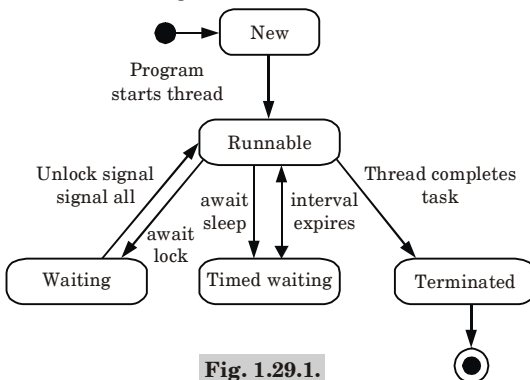 New
Program
starts thread
Runnable
Unlock signal
signal all
await
lock
await
sleep
interval
expires
Thread completes
task
Waiting
Timed waiting
Terminated
Fig. 1.29.1.